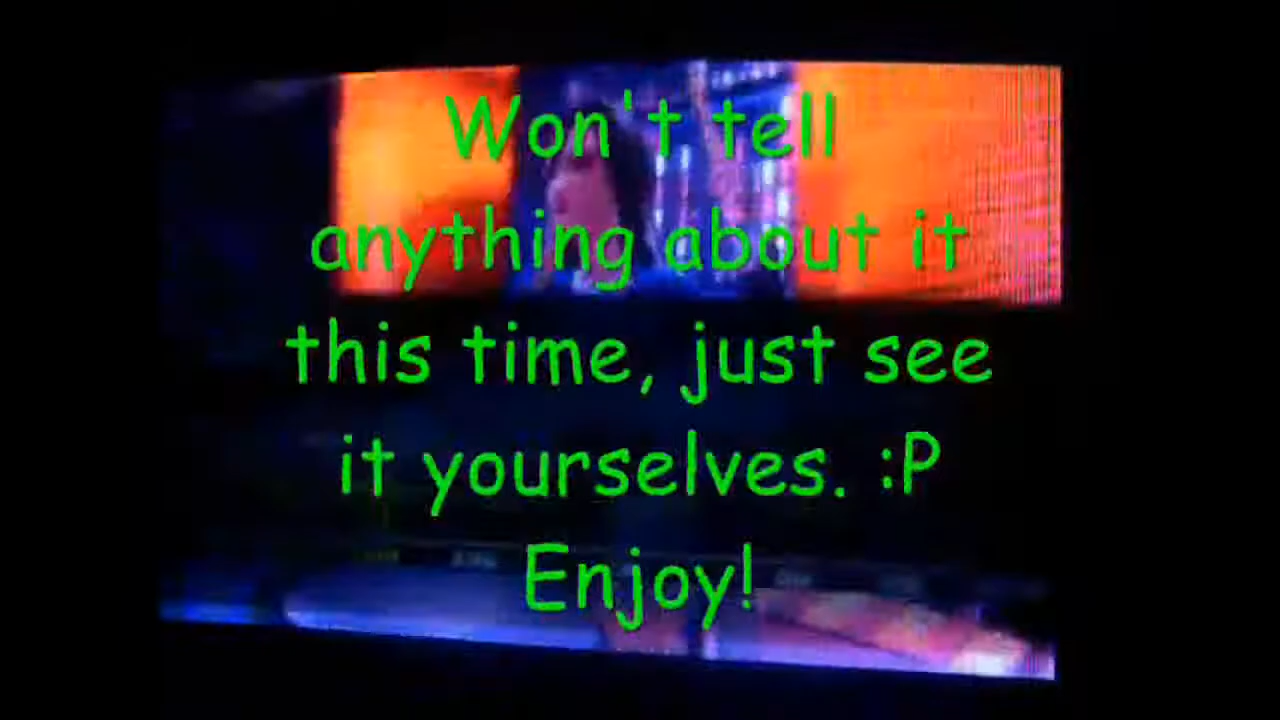 Won't tell
anything about it
this time, just see
it yourselves. :P
Enjoy!